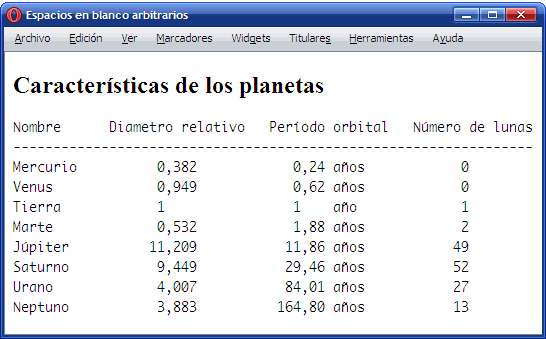 Espacios en blanco arbitrarios
Archivo Edición Ver Marcadores Widgets Titulares Herramientas Ayuda
Características de los planetas
Nombre Diametro relativo Período orbital Número de lunas
-----------------------------------------------------------------
Mercurio 0,382 0,24 años 0
Venus 0,949 0,62 años 0
Tierra 1 1 año 1
Marte 0,532 1,88 años 2
Júpiter 11,209 11,86 años 49
Saturno 9,449 29,46 años 52
Urano 4,007 84,01 años 27
Neptuno 3,883 164,80 años 13